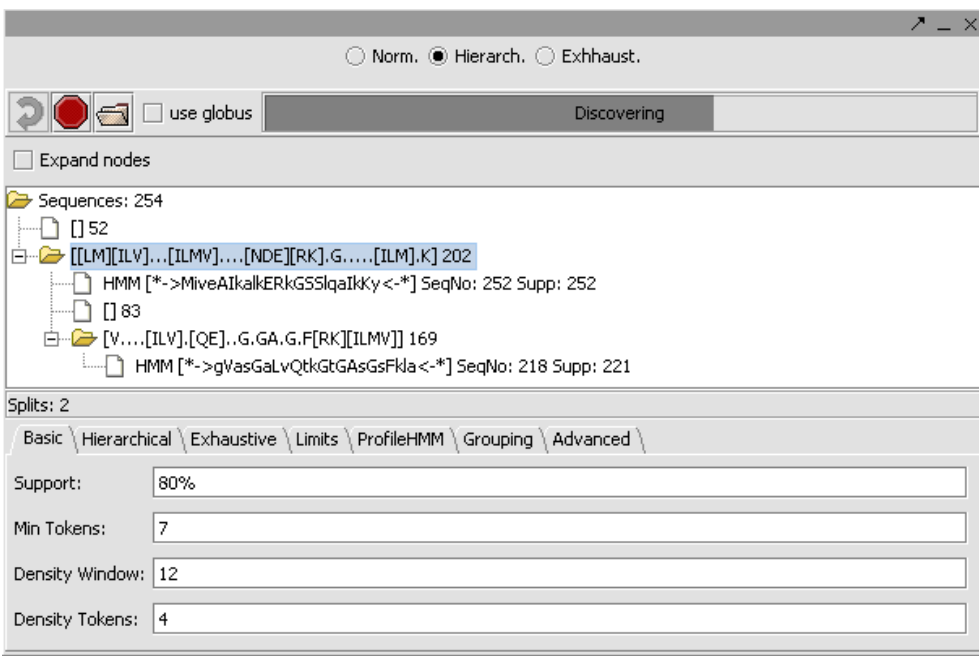 Norm. Hierarch. Exhhaust.
use globus Discovering
Expand nodes
Sequences: 254
[] 52
[[LM][ILV]...[ILMV]....[NDE][RK].G.....[ILM].K] 202
HMM [*->MiveAIkalkERkGSSlqaIkKy<-*] SeqNo: 252 Supp: 252
[] 83
[V....[ILV].[QE]..G.GA.G.F[RK][ILMV]] 169
HMM [*->gVasGaLvQtkGtGAsGsFkla<-*] SeqNo: 218 Supp: 221
Splits: 2
Basic Hierarchical Exhaustive Limits ProfileHMM Grouping Advanced
Support: 80%
Min Tokens: 7
Density Window: 12
Density Tokens: 4